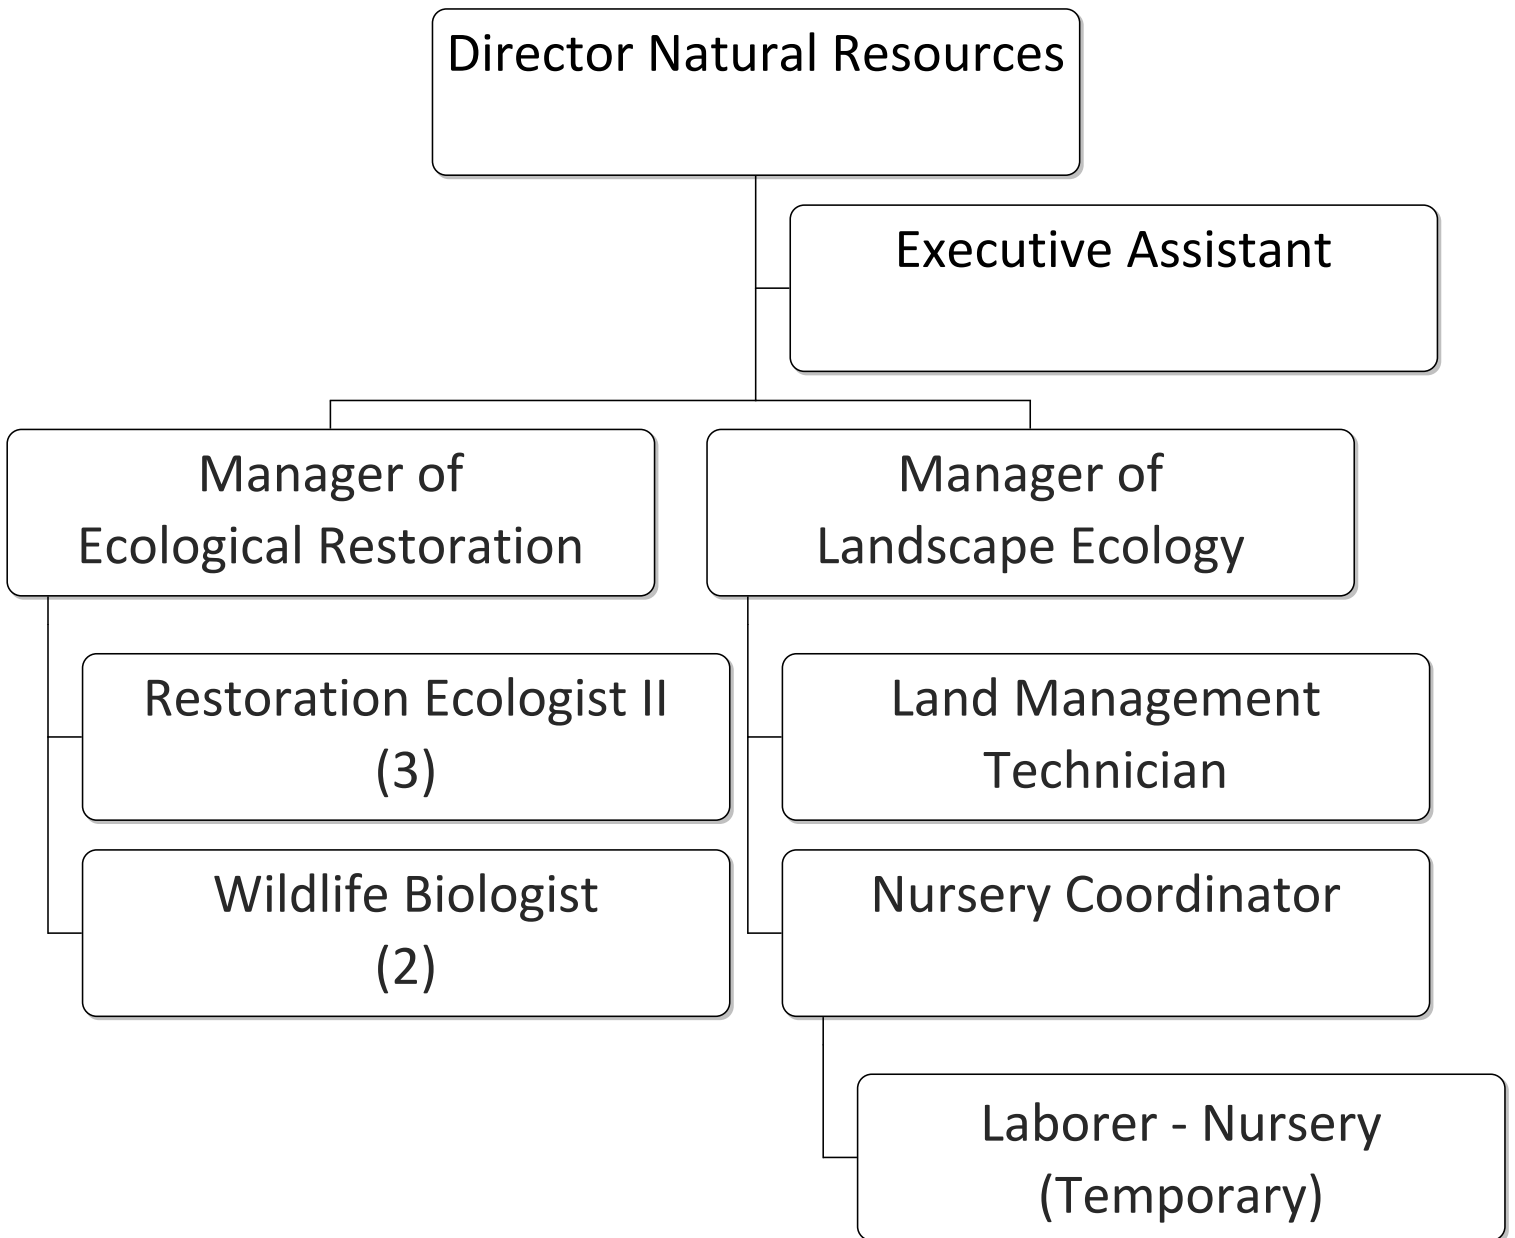 Director Natural Resources
Executive Assistant
Manager of
Ecological Restoration
Manager of
Landscape Ecology
Restoration Ecologist II
(3)
Land Management
Technician
Wildlife Biologist
(2)
Nursery Coordinator
Laborer - Nursery
(Temporary)